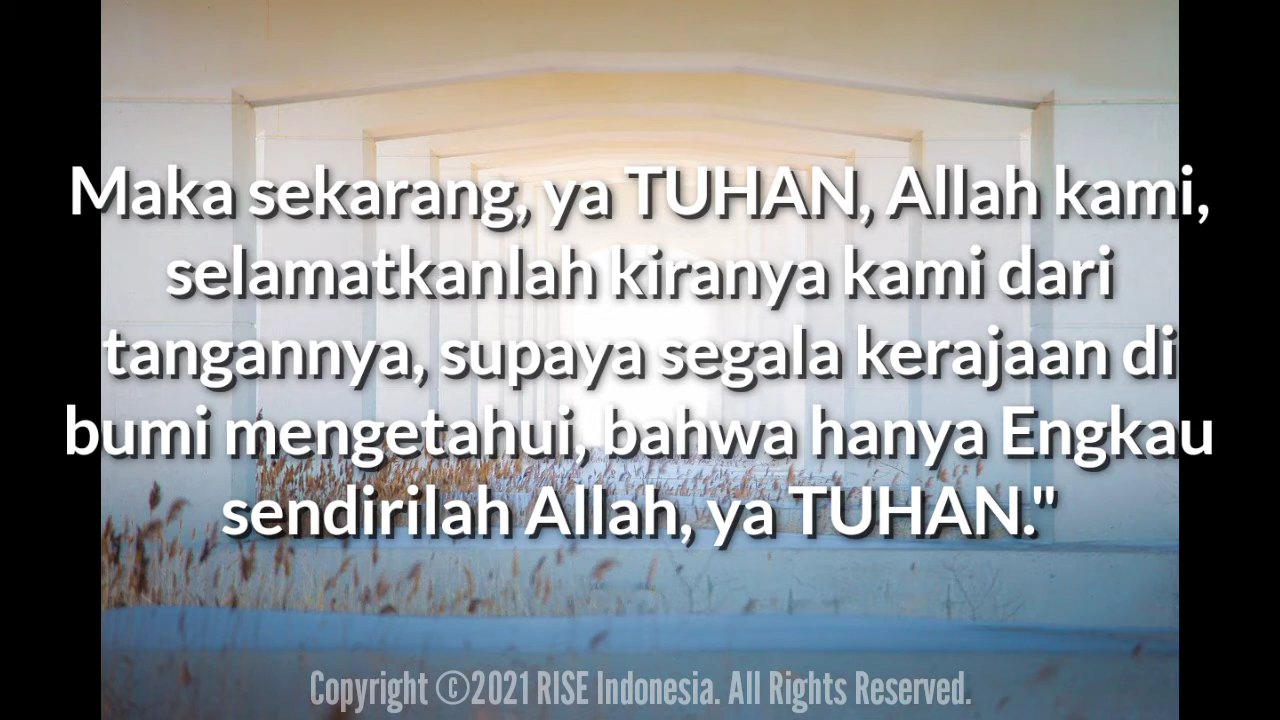 Maka sekarang, ya TUHAN, Allah kami,
selamatkanlah kiranya kami dari
tangannya, supaya segala kerajaan di
bumi mengetahui, bahwa hanya Engkau
sendirilah Allah, ya TUHAN."
Copyright ©2021 RISE Indonesia. All Rights Reserved.